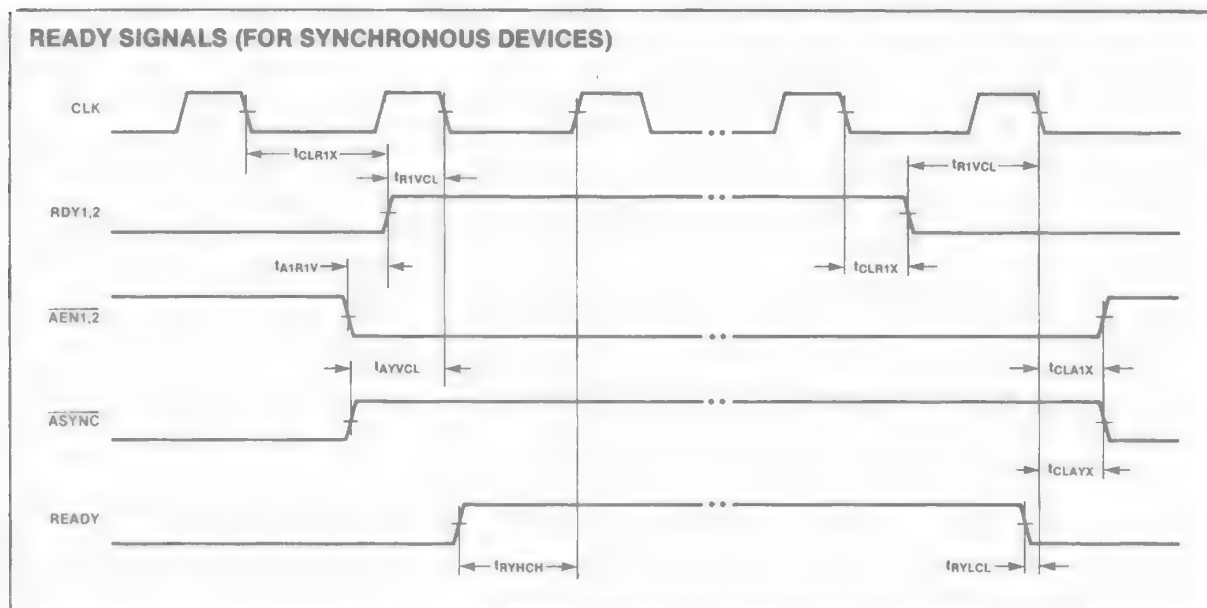 READY SIGNALS (FOR SYNCHRONOUS DEVICES)
CLK
tCLR1X
tR1VCL
tR1VCL
RDY1,2
tA1R1V
tCLR1X
AEN1,2
tAYVCL
tCLA1X
ASYNC
tCLAYX
READY
tRYHCH
tRYLCL